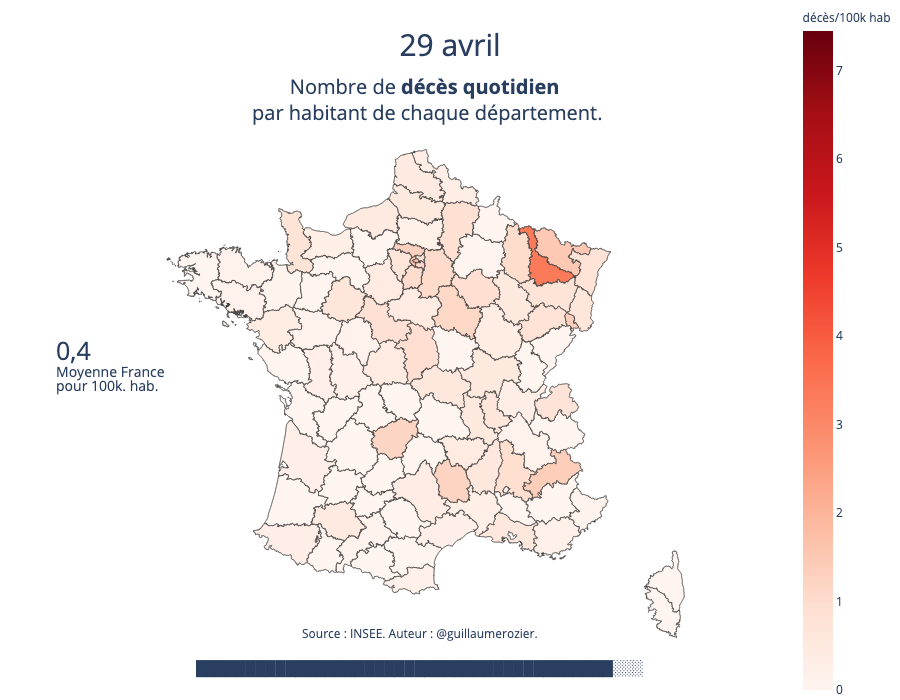 décès/100k hab
29 avril
Nombre de décès quotidien
par habitant de chaque département.
7
6
5
4
3
2
1
0
0,4
Moyenne France
pour 100k. hab.
Source : INSEE. Auteur : @guillaumerozier.